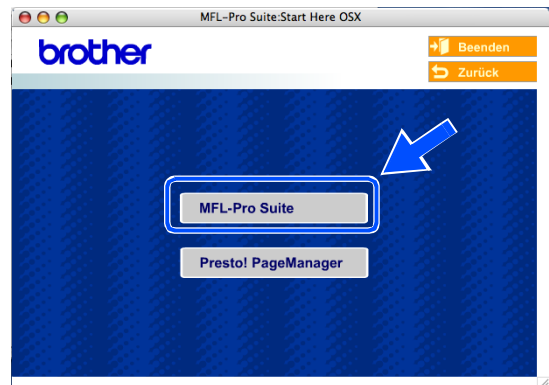 MFL-Pro Suite:Start Here OSX
brother
Beenden
Zurück
MFL-Pro Suite
Presto! PageManager